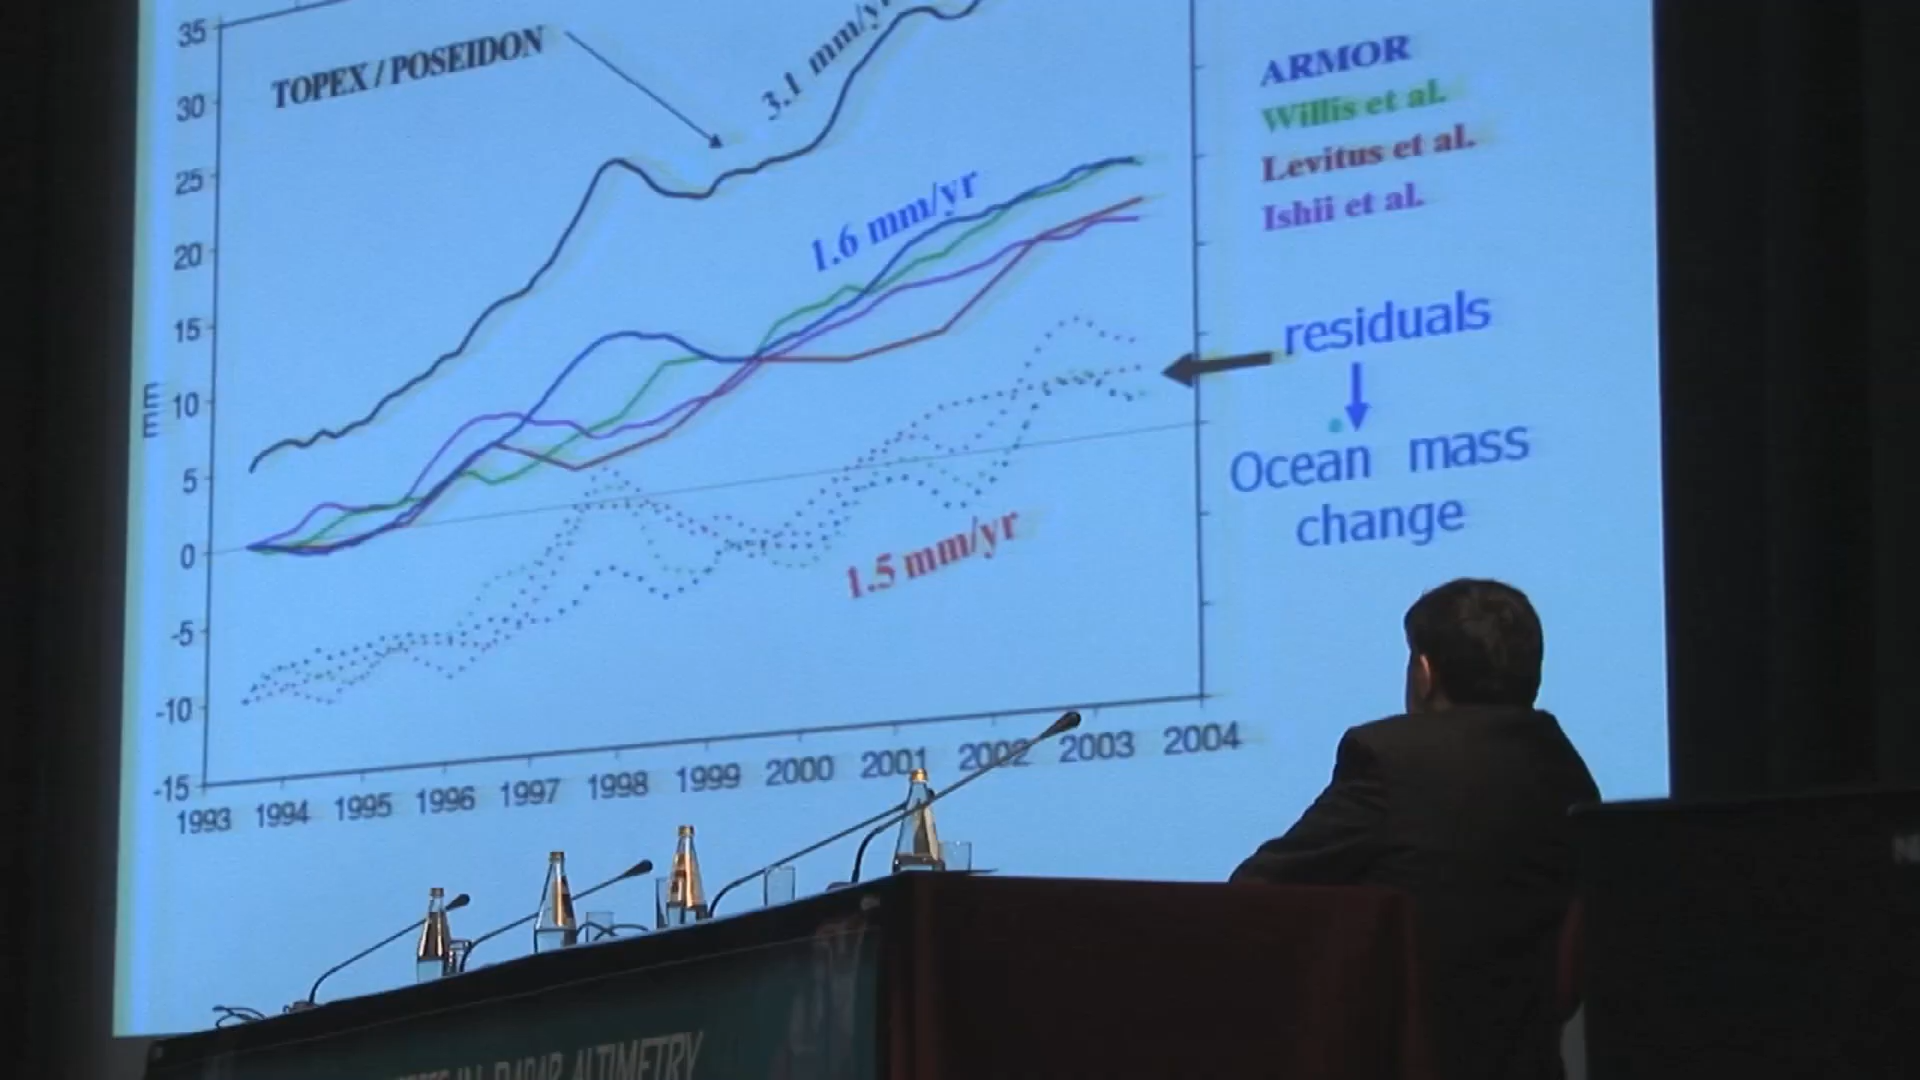 35
30
25
20
15
10
5
0
-5
-10
-15
mm
1993 1994 1995 1996 1997 1998 1999 2000 2001 2002 2003 2004
TOPEX / POSEIDON
3.1 mm/yr
1.6 mm/yr
1.5 mm/yr
ARMOR
Willis et al.
Levitus et al.
Ishii et al.
residuals
Ocean mass
change
IN RADAR ALTIMETRY